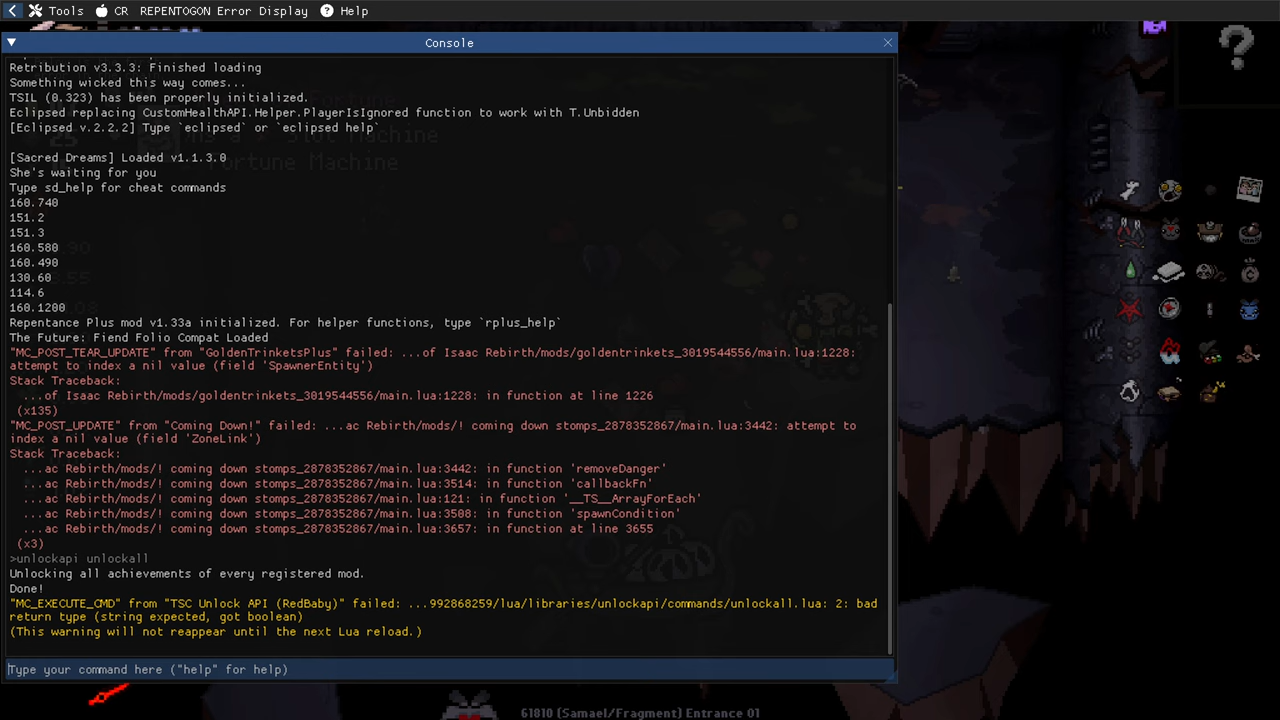 Tools CR REPENTOGON Error Display Help
Console
Retribution v3.3.3: Finished loading
Something wicked this way comes...
TSIL (0.323) has been properly initialized.
Eclipsed replacing CustomHealthAPI.Helper.PlayerIsIgnored function to work with T.Unbidden
[Eclipsed v.2.2.2] Type `eclipsed` or `eclipsed help`
[Sacred Dreams] Loaded v1.1.3.0
She's waiting for you
Type sd_help for cheat commands
160.740
151.2
151.3
160.580
160.490
130.60
114.6
160.1200
Repentance Plus mod v1.33a initialized. For helper functions, type `rplus_help`
The Future: Fiend Folio Compat Loaded
"MC_POST_TEAR_UPDATE" from "GoldenTrinketsPlus" failed: ...of Isaac Rebirth/mods/goldentrinkets_3019544556/main.lua:1228:
attempt to index a nil value (field 'SpawnerEntity')
Stack Traceback:
...of Isaac Rebirth/mods/goldentrinkets_3019544556/main.lua:1228: in function at line 1226
(x135)
"MC_POST_UPDATE" from "Coming Down!" failed: ...ac Rebirth/mods/! coming down stomps_2878352867/main.lua:3442: attempt to
index a nil value (field 'ZoneLink')
Stack Traceback:
...ac Rebirth/mods/! coming down stomps_2878352867/main.lua:3442: in function 'removeDanger'
...ac Rebirth/mods/! coming down stomps_2878352867/main.lua:3514: in function 'callbackFn'
...ac Rebirth/mods/! coming down stomps_2878352867/main.lua:121: in function '__TS__ArrayForEach'
...ac Rebirth/mods/! coming down stomps_2878352867/main.lua:3508: in function 'spawnCondition'
...ac Rebirth/mods/! coming down stomps_2878352867/main.lua:3657: in function at line 3655
(x3)
>unlockapi unlockall
Unlocking all achievements of every registered mod.
Done!
"MC_EXECUTE_CMD" from "TSC Unlock API (RedBaby)" failed: ...992868259/lua/libraries/unlockapi/commands/unlockall.lua: 2: bad
return type (string expected, got boolean)
(This warning will not reappear until the next Lua reload.)
Type your command here ("help" for help)
61810 (Samael/Fragment) Entrance 01